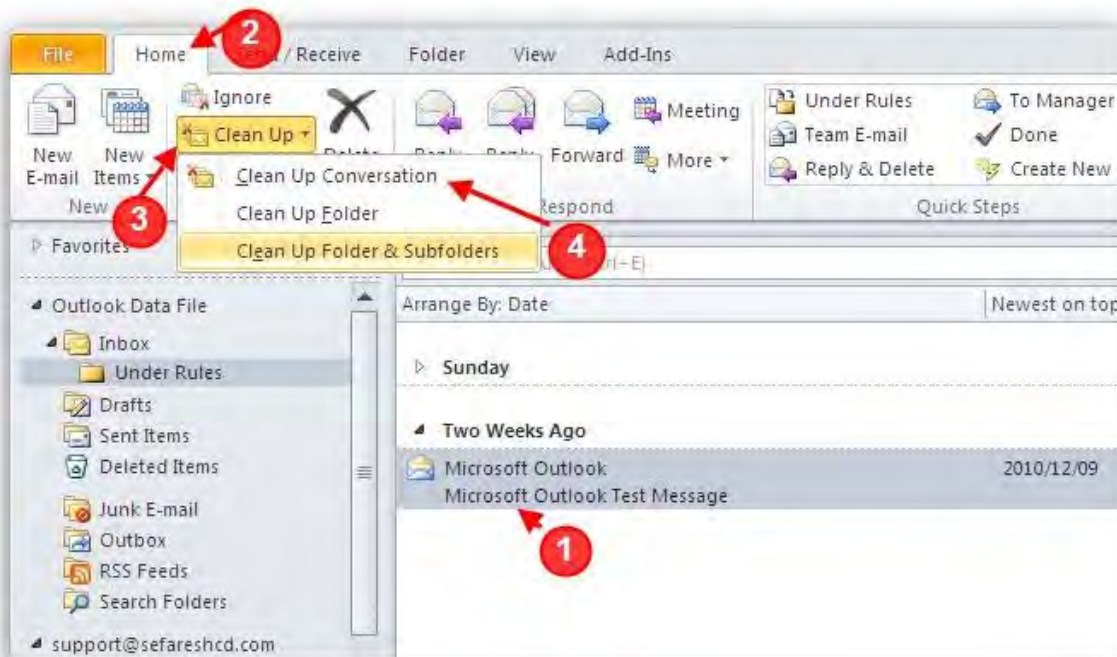 2
File Home Send / Receive Folder View Add-Ins
Ignore
Clean Up
New E-mail
New Items
Delete
Reply
Reply
Forward
Meeting
More
Under Rules
Team E-mail
Reply & Delete
To Manager
Done
Create New
New
Respond
Quick Steps
3
Clean Up Conversation
Clean Up Folder
Clean Up Folder & Subfolders
4
Favorites
Outlook Data File
Inbox
Under Rules
Drafts
Sent Items
Deleted Items
Junk E-mail
Outbox
RSS Feeds
Search Folders
support@sefareshcd.com
Arrange By: Date
Newest on top
Sunday
Two Weeks Ago
Microsoft Outlook 2010/12/09
Microsoft Outlook Test Message
1